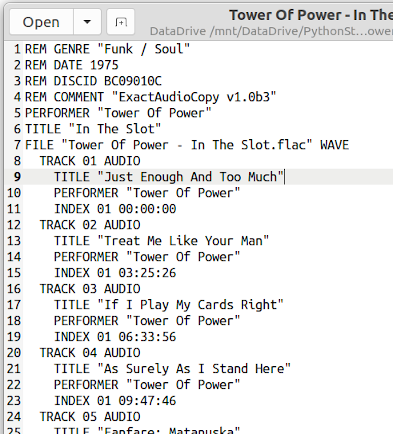 Open
Tower Of Power - In The
DataDrive /mnt/DataDrive/PythonSt…ower
1 REM GENRE "Funk / Soul"
2 REM DATE 1975
3 REM DISCID BC09010C
4 REM COMMENT "ExactAudioCopy v1.0b3"
5 PERFORMER "Tower Of Power"
6 TITLE "In The Slot"
7 FILE "Tower Of Power - In The Slot.flac" WAVE
8 TRACK 01 AUDIO
9 TITLE "Just Enough And Too Much"
10 PERFORMER "Tower Of Power"
11 INDEX 01 00:00:00
12 TRACK 02 AUDIO
13 TITLE "Treat Me Like Your Man"
14 PERFORMER "Tower Of Power"
15 INDEX 01 03:25:26
16 TRACK 03 AUDIO
17 TITLE "If I Play My Cards Right"
18 PERFORMER "Tower Of Power"
19 INDEX 01 06:33:56
20 TRACK 04 AUDIO
21 TITLE "As Surely As I Stand Here"
22 PERFORMER "Tower Of Power"
23 INDEX 01 09:47:46
24 TRACK 05 AUDIO
25 TITLE "Fanfare: Matanuska"